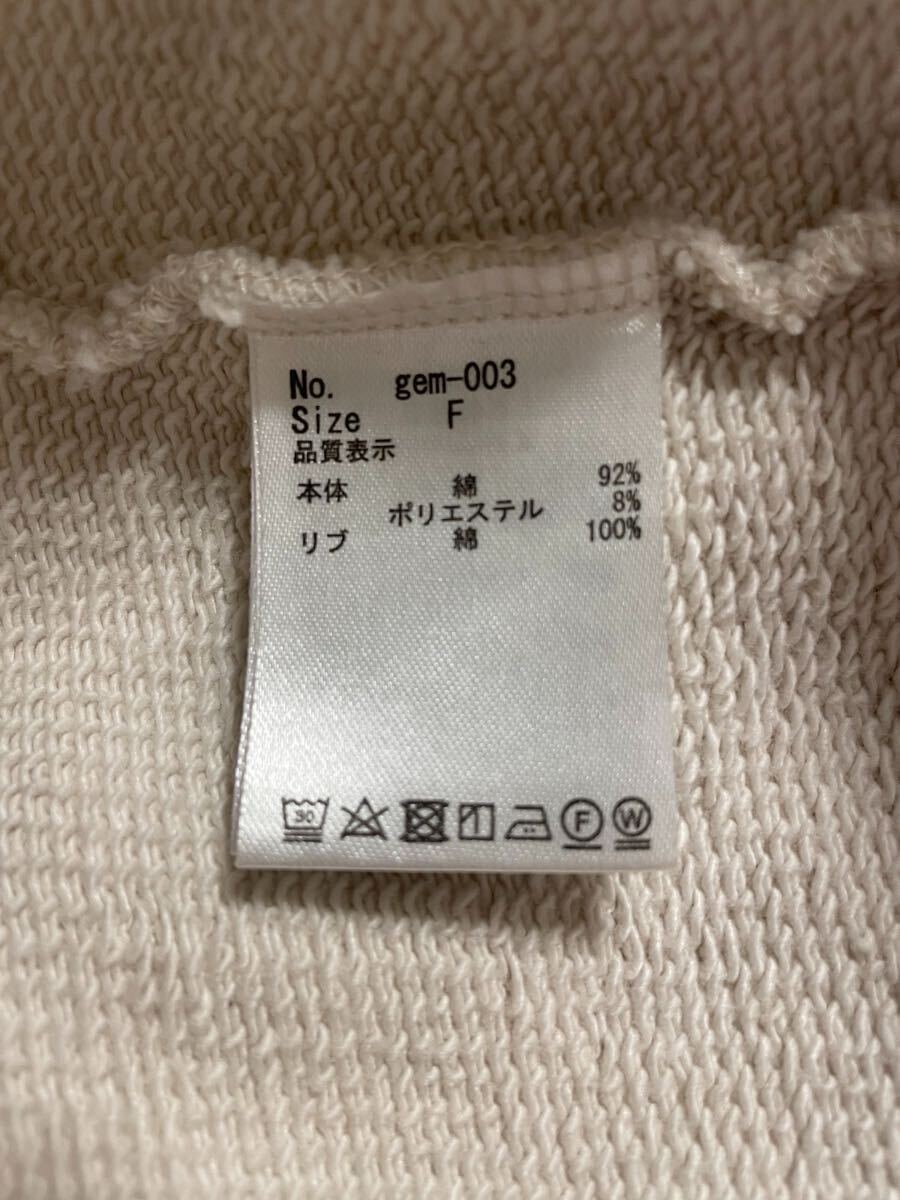 No. gem-003
Size F
品質表示
本体 綿 92%
ポリエステル 8%
リブ 綿 100%
30 F W